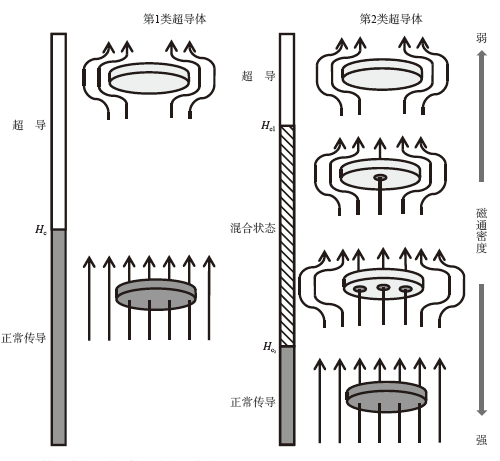 第1类超导体
超 导
Hc
正常传导
第2类超导体
超 导
Hc1
混合状态
Hc2
正常传导
弱
磁通密度
强